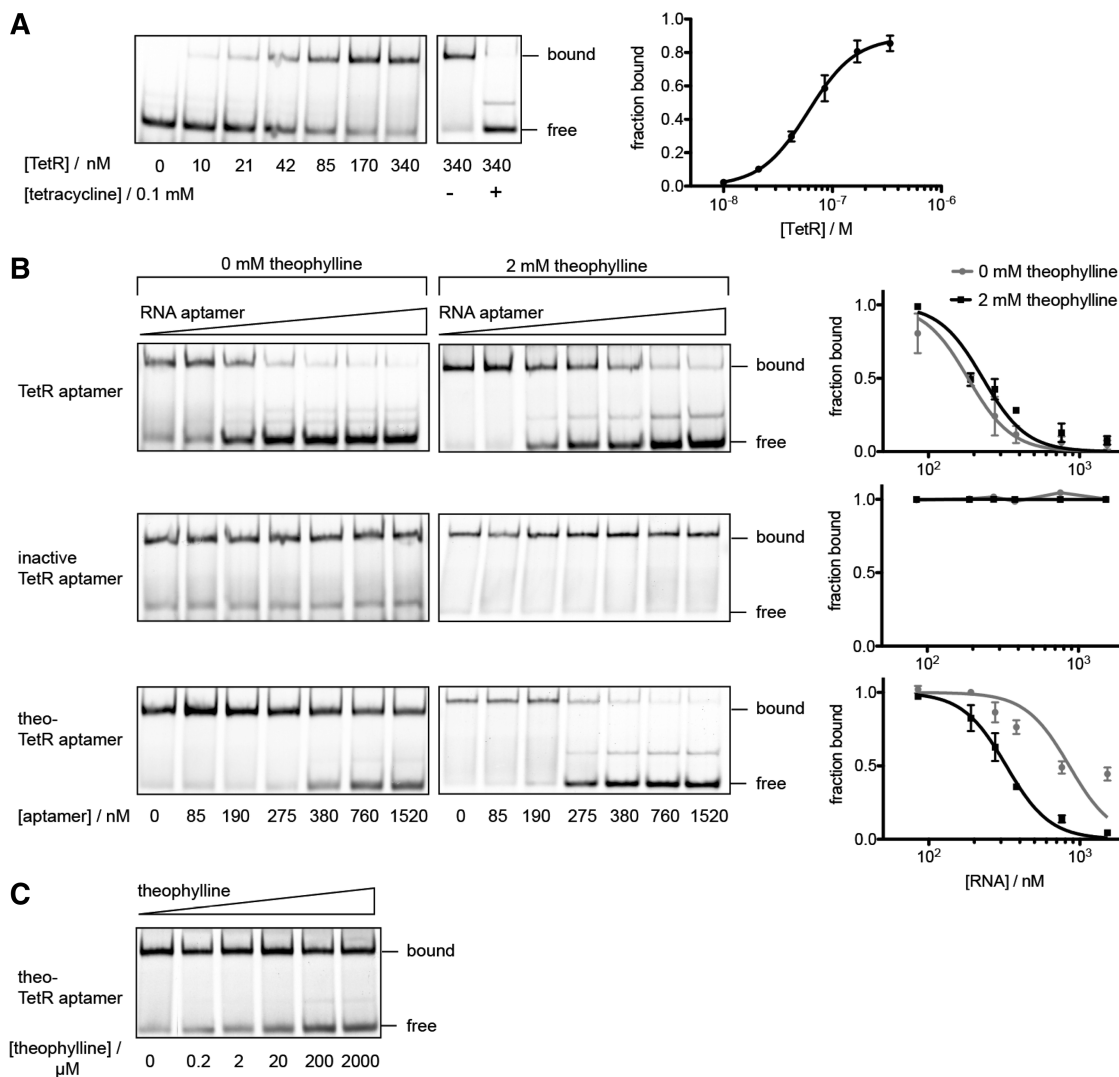 A
bound
free
[TetR] / nM
0 10 21 42 85 170 340 340 340
[tetracycline] / 0.1 mM - +
fraction bound
1.0
0.8
0.6
0.4
0.2
0.0
10-8 10-7 10-6
[TetR] / M
B
0 mM theophylline
2 mM theophylline
RNA aptamer
RNA aptamer
TetR aptamer
bound
free
0 mM theophylline
2 mM theophylline
fraction bound
1.0
0.5
0.0
10² 10³
inactive
TetR aptamer
bound
free
fraction bound
1.0
0.5
0.0
10² 10³
theo-
TetR aptamer
bound
free
[aptamer] / nM
0 85 190 275 380 760 1520
0 85 190 275 380 760 1520
fraction bound
1.0
0.5
0.0
10² 10³
[RNA] / nM
C
theophylline
theo-
TetR aptamer
bound
free
[theophylline] /
µM
0 0.2 2 20 200 2000